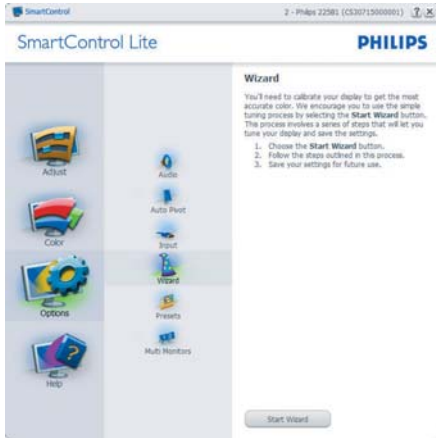 SmartControl
2 - Philips 225B1 (CS30715000001)
SmartControl Lite
PHILIPS
Adjust
Color
Options
Help
Audio
Auto Pivot
Input
Wizard
Presets
Multi Monitors
Wizard
You'll need to calibrate your display to get the most
accurate color. We encourage you to use the simple
tuning process by selecting the Start Wizard button.
This process involves a series of steps that will let you
tune your display and save the settings.
1. Choose the Start Wizard button.
2. Follow the steps outlined in this process.
3. Save your settings for future use.
Start Wizard